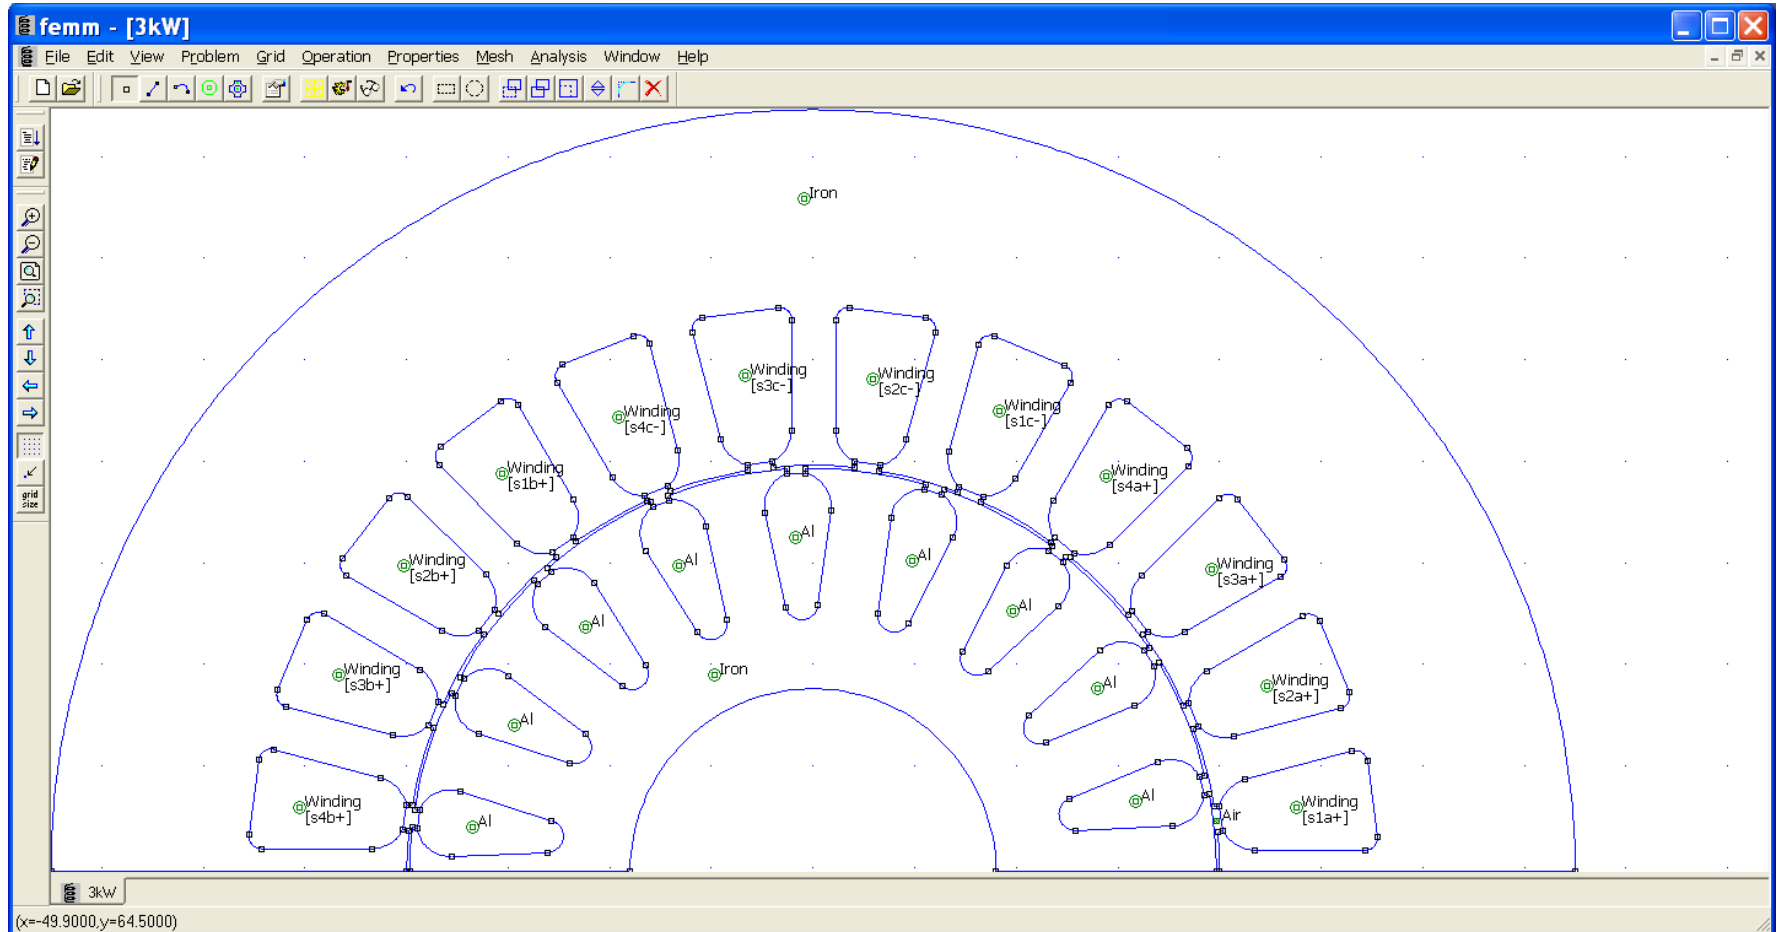 femm - [3kW]
File Edit View Problem Grid Operation Properties Mesh Analysis Window Help
Iron
Winding
[s3c-]
Winding
[s2c-]
Winding
[s4c-]
Winding
[s1c-]
Winding
[s1b+]
Winding
[s4a+]
grid
size
Al
Winding
[s2b+]
Al
Al
Winding
[s3a+]
Al
Al
Winding
[s3b+]
Iron
Al
Winding
[s2a+]
Al
Winding
[s4b+]
Al
Al
Air
Winding
[s1a+]
3kW
(x=-49.9000,y=64.5000)